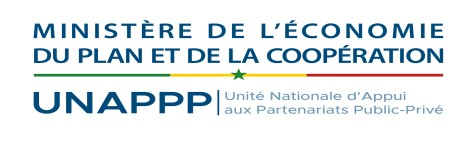 MINISTÈRE DE L'ÉCONOMIE
DU PLAN ET DE LA COOPÉRATION
UNAPPP
Unité Nationale d'Appui
aux Partenariats Public-Privé